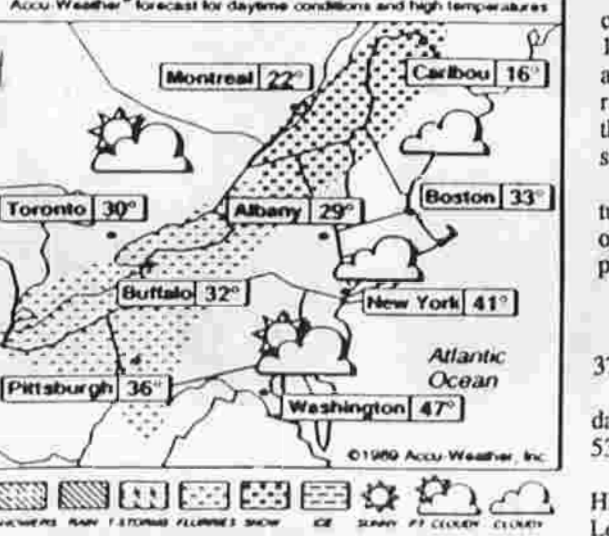 Accu-Weather™ forecast for daytime conditions and high temperatures
Montreal 22°
Caribou 16°
Toronto 30°
Albany 29°
Boston 33°
Buffalo 32°
New York 41°
Atlantic
Ocean
Pittsburgh 36°
Washington 47°
©1989 Accu-Weather, Inc.
SHOWERS RAIN T-STORMS FLURRIES SNOW ICE SUNNY PT CLOUDY CLOUDY